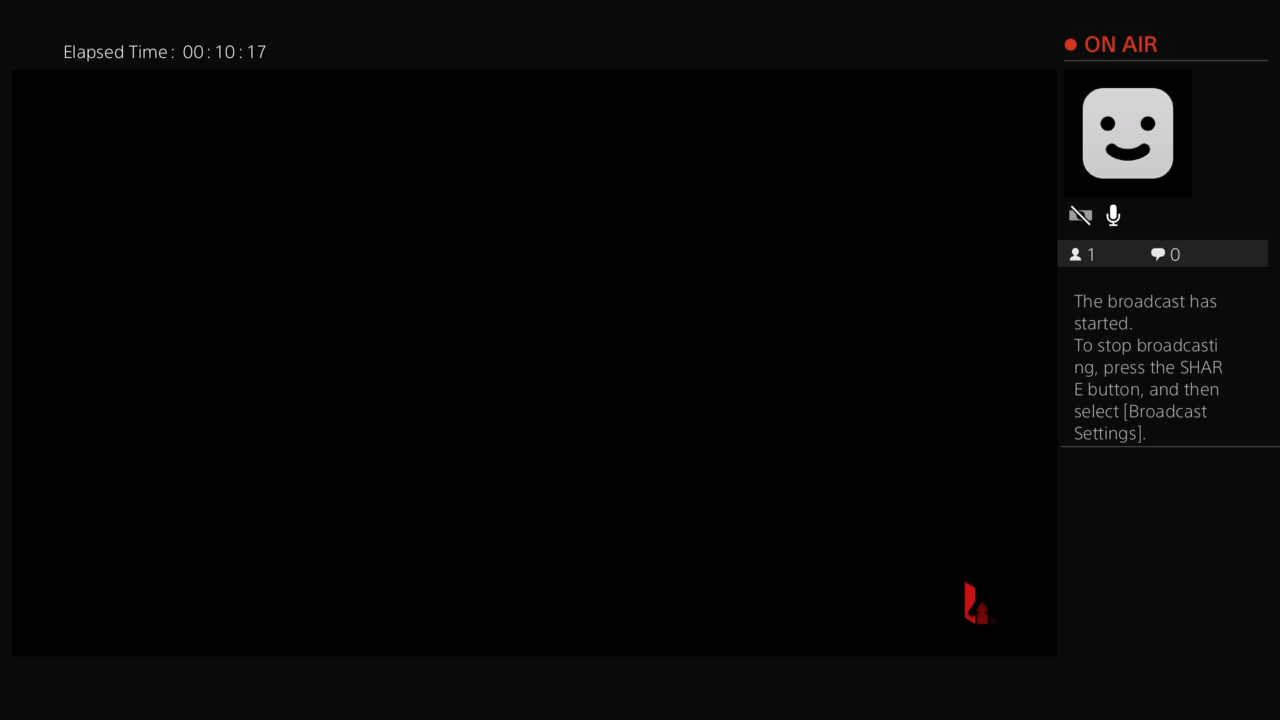 Elapsed Time: 00:10:17
ON AIR
1
0
The broadcast has
started.
To stop broadcasti
ng, press the SHAR
E button, and then
select [Broadcast
Settings].